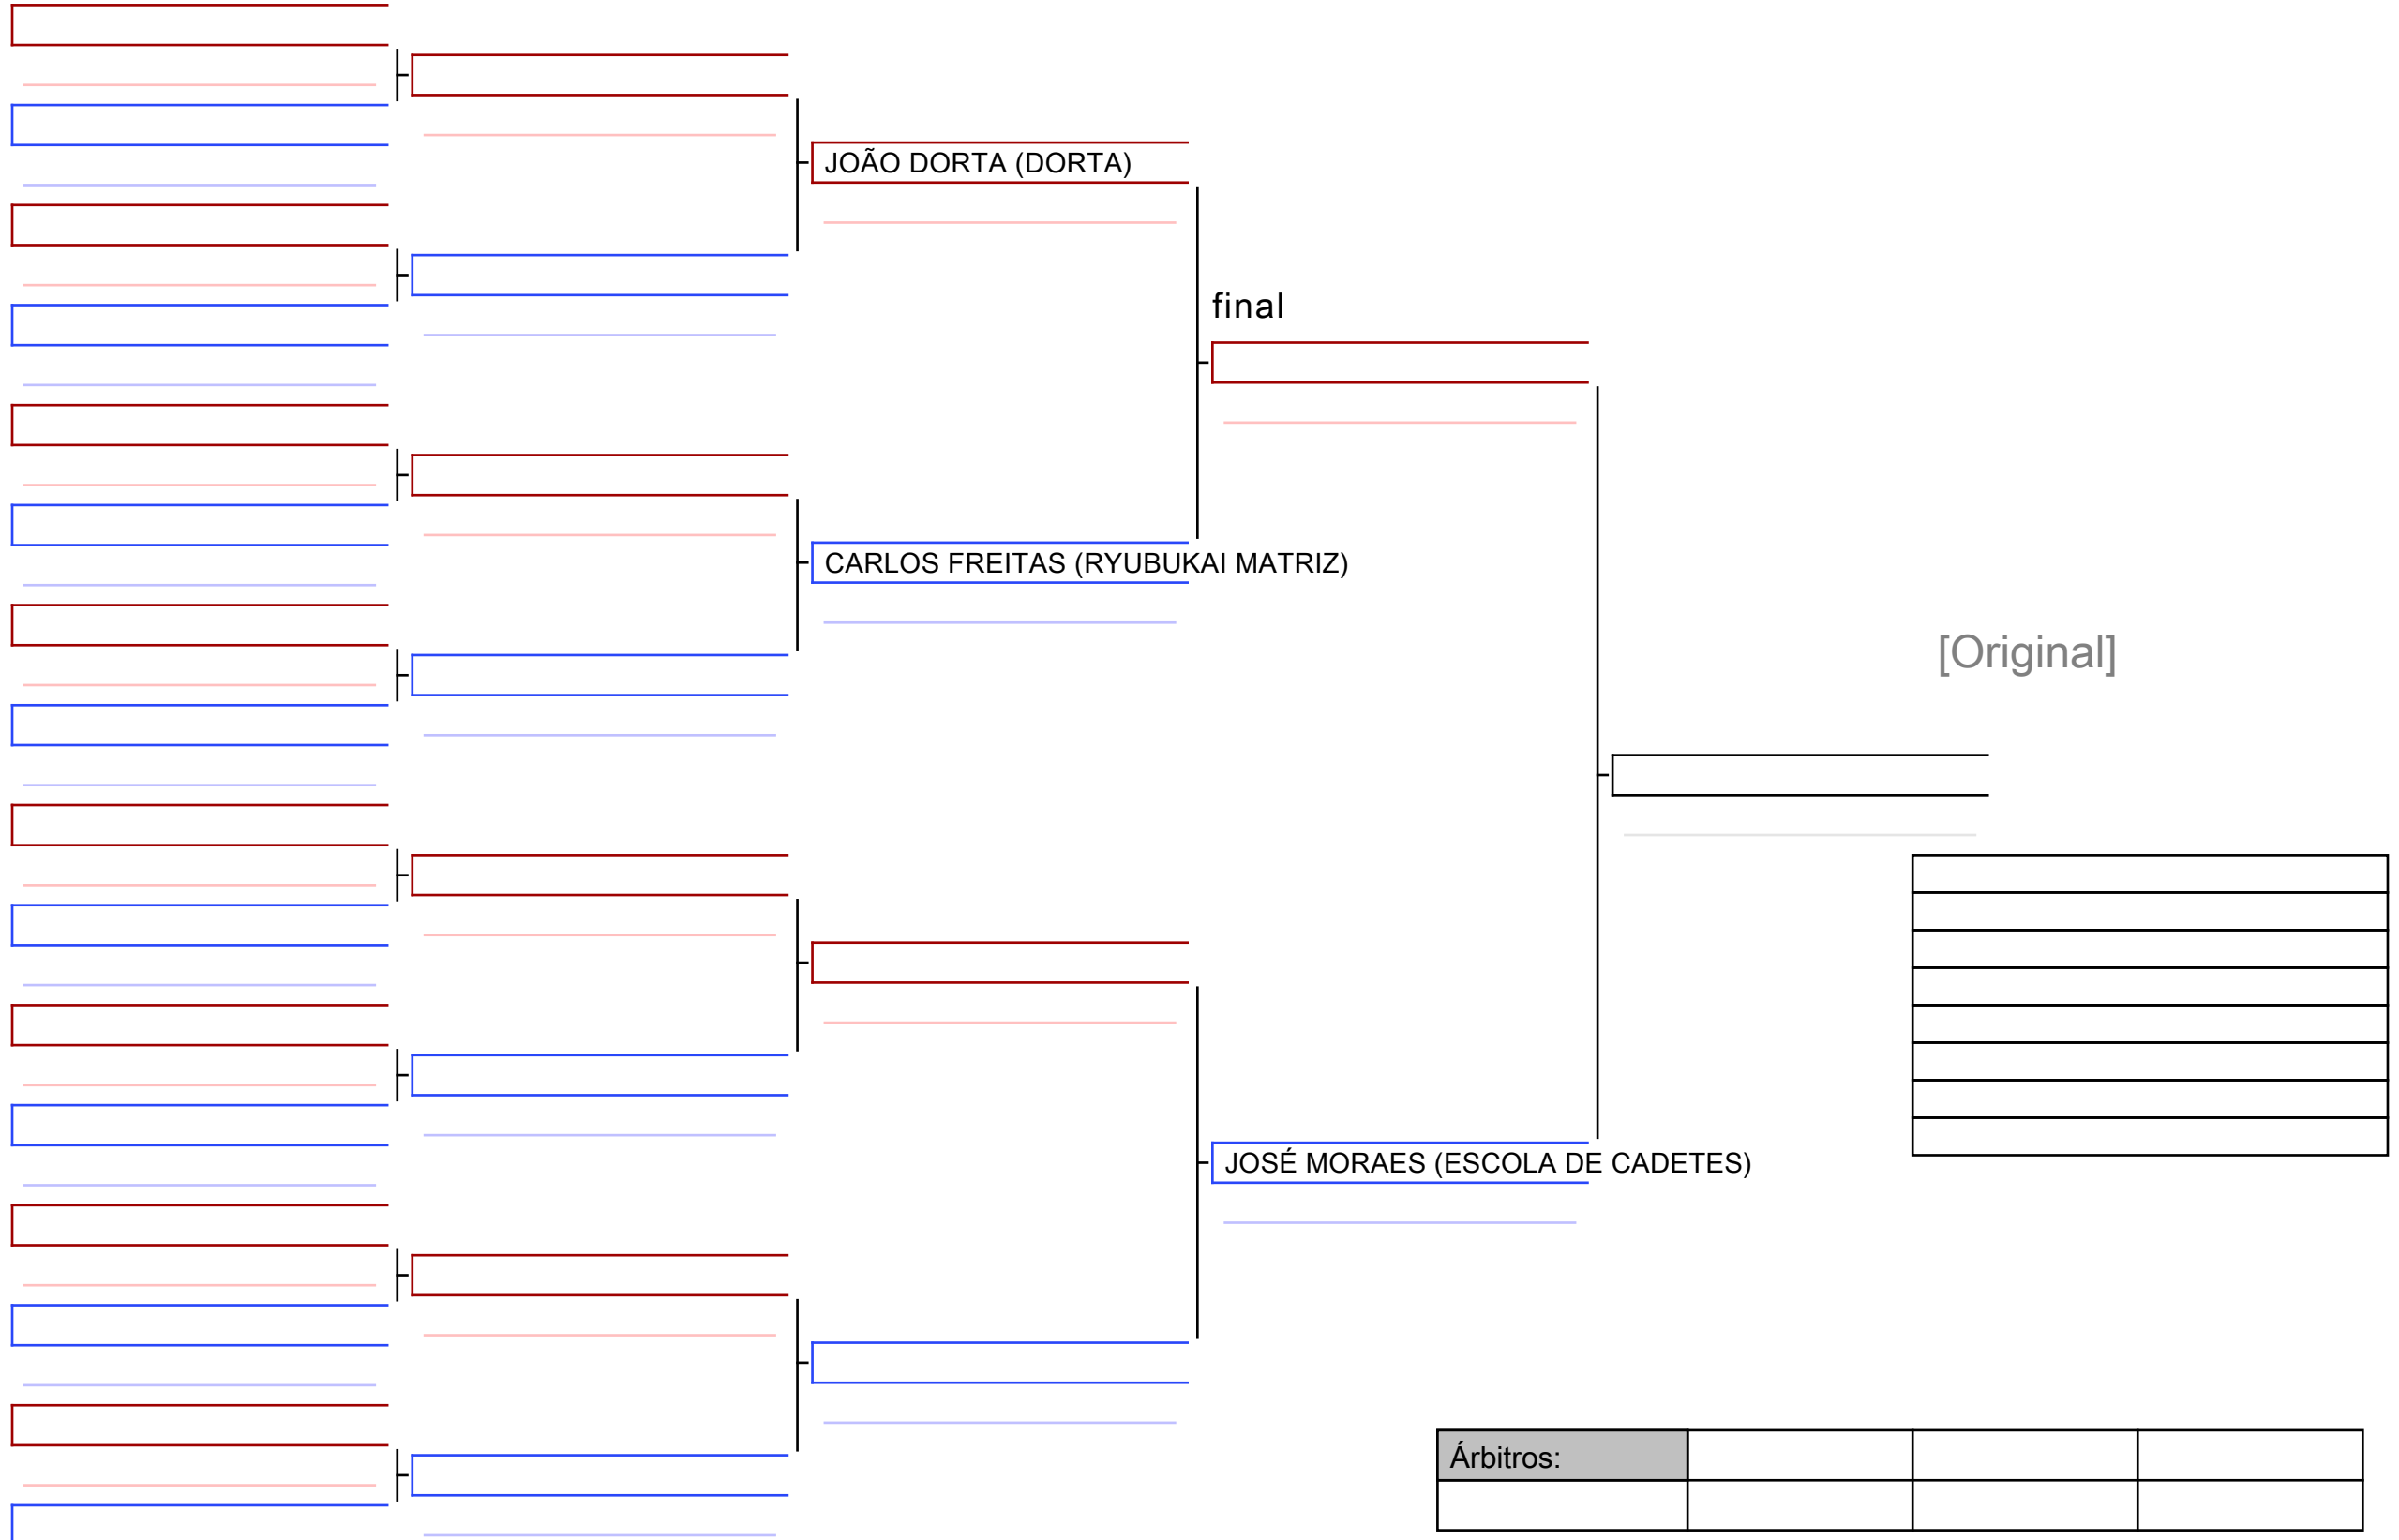 JOÃO DORTA (DORTA)
final
CARLOS FREITAS (RYUBUKAI MATRIZ)
[Original]
JOSÉ MORAES (ESCOLA DE CADETES)
Árbitros: